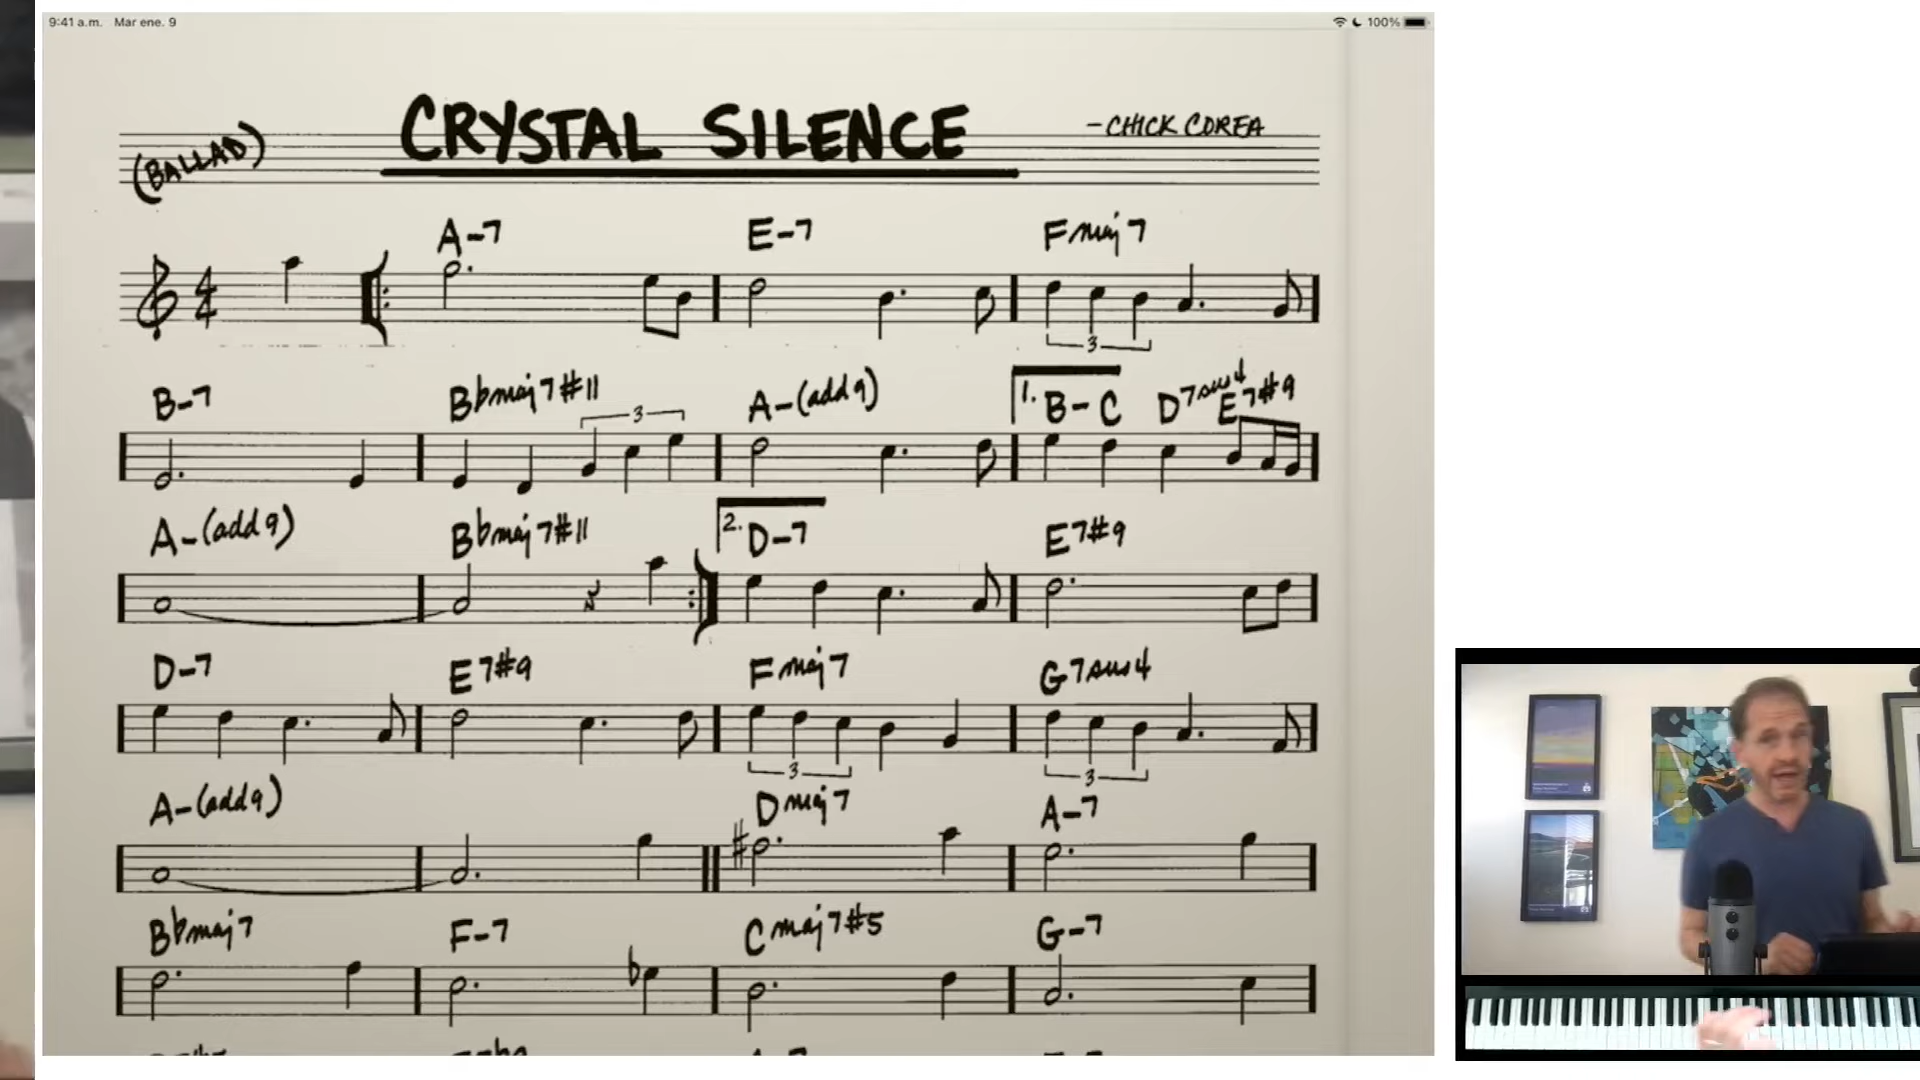 9:41 a.m. Mar ene. 9 100%
CRYSTAL SILENCE
(BALLAD) -CHICK COREA
A-7 E-7 Fmaj7
3
B-7 Bbmaj7#11 A-(add9) 1. B- C D7sus4 E7#9
3
A-(add9) Bbmaj7#11 2. D-7 E7#9
D-7 E7#9 Fmaj7 G7sus4
3 3
A-(add9) Dmaj7 A-7
Bbmaj7 F-7 Cmaj7#5 G-7